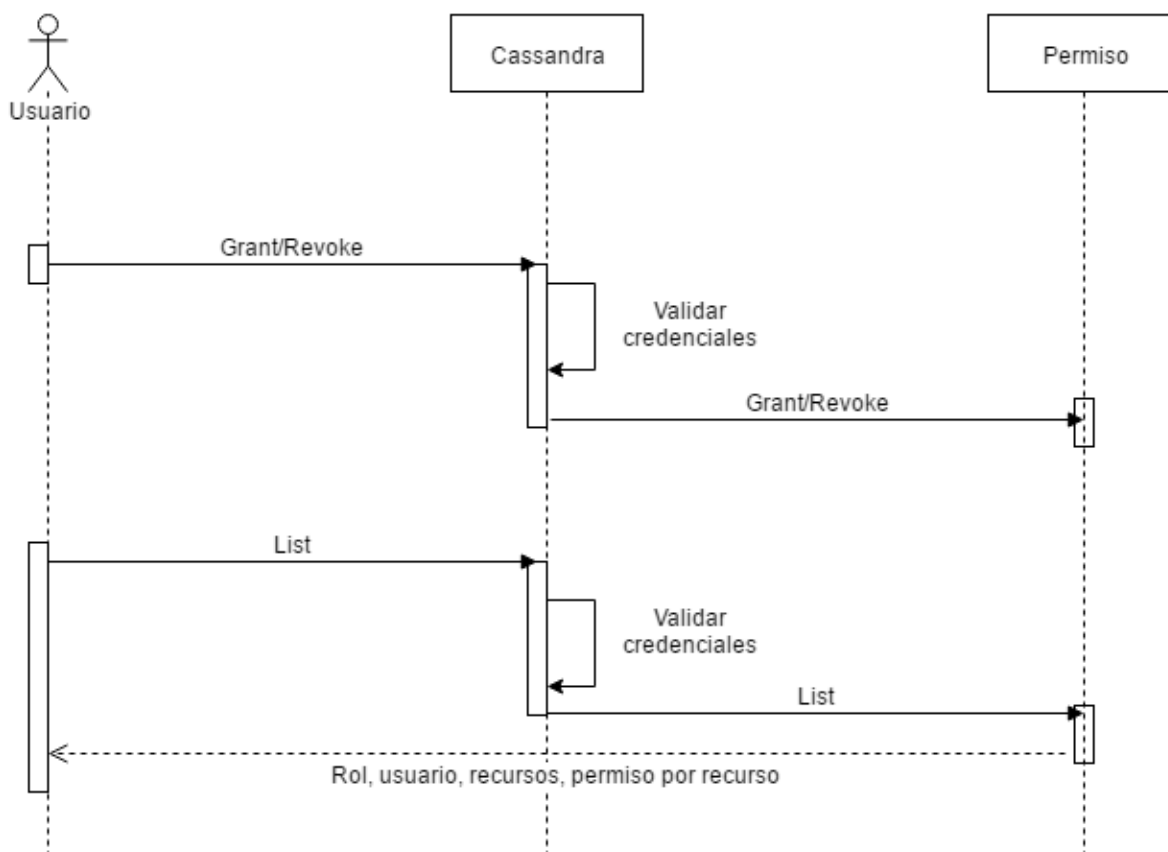 Usuario
Cassandra
Permiso
Grant/Revoke
Validar
credenciales
Grant/Revoke
List
Validar
credenciales
List
Rol, usuario, recursos, permiso por recurso